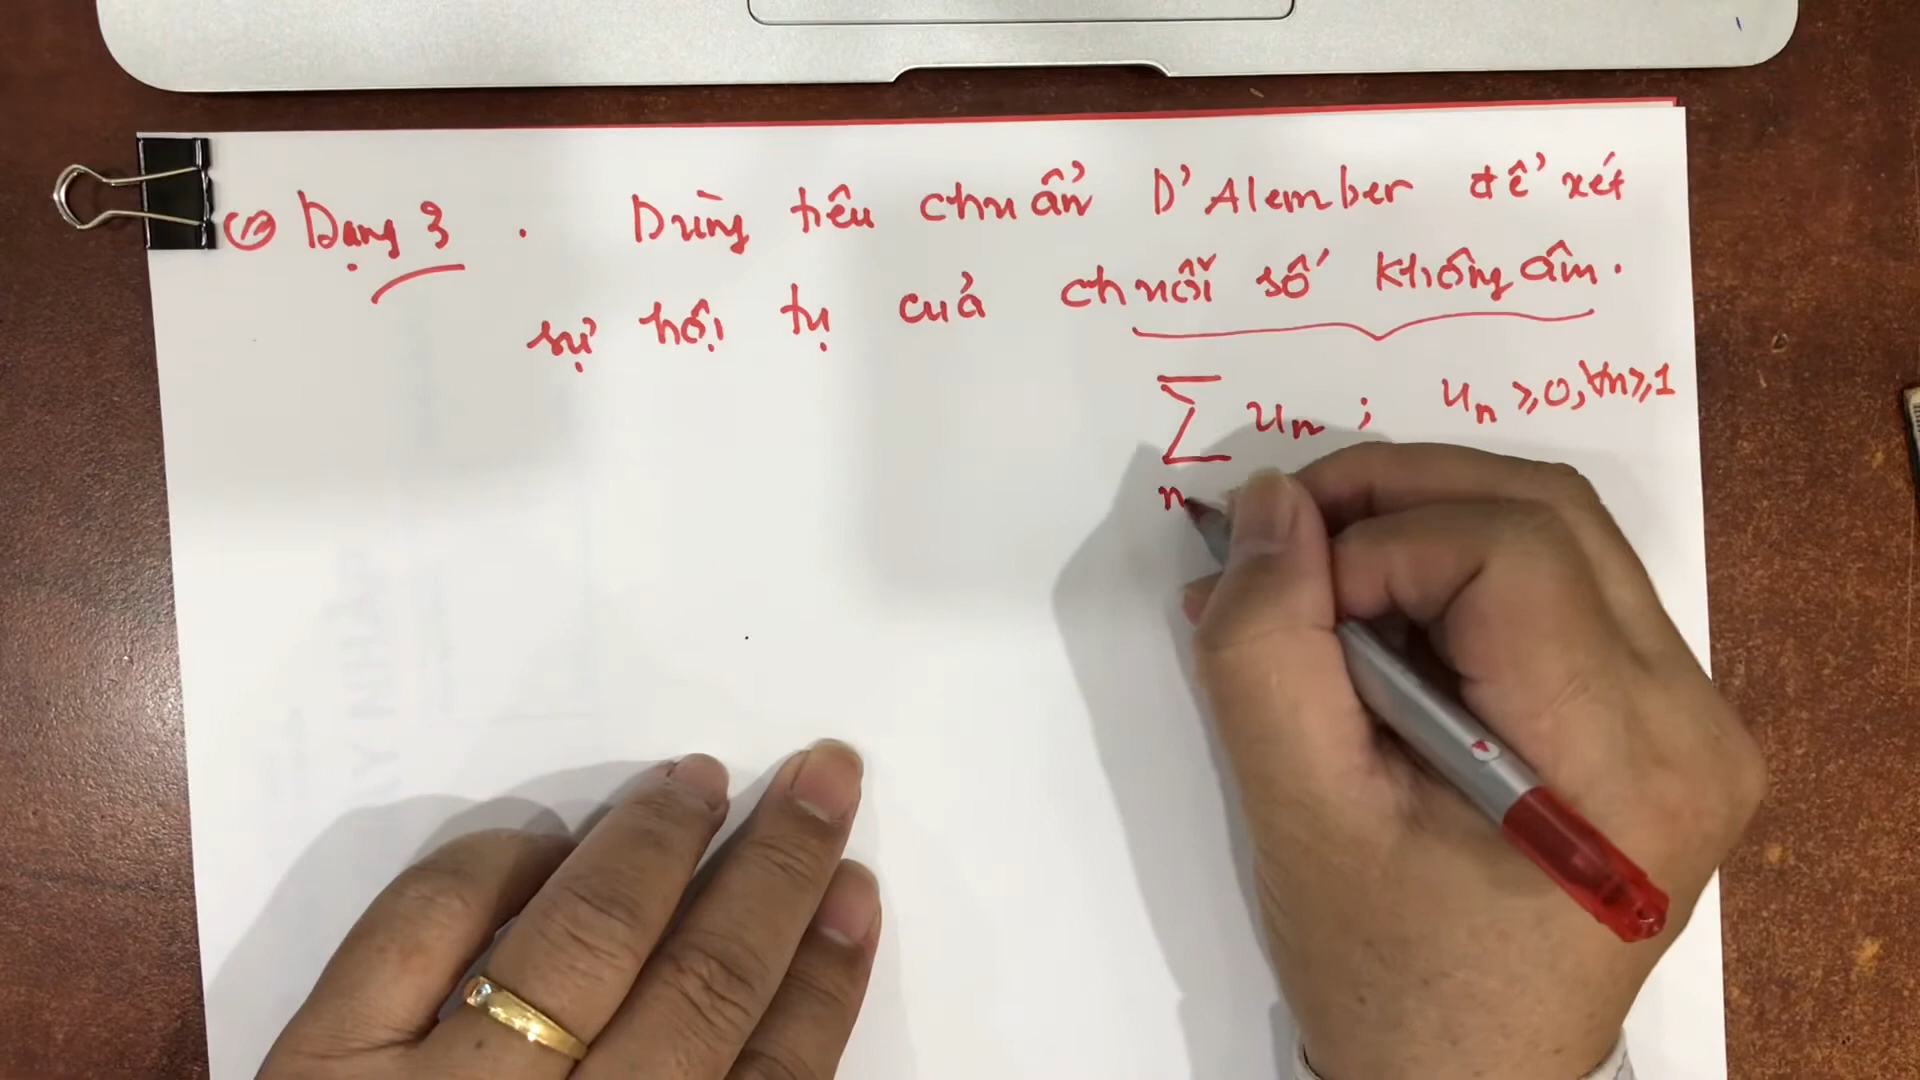 Dạng 3. Dùng tiêu chuẩn D'Alember để xét
sự hội tụ của chuỗi số không âm.
∑ uₙ ; uₙ ≥ 0, ∀n ≥ 1
n